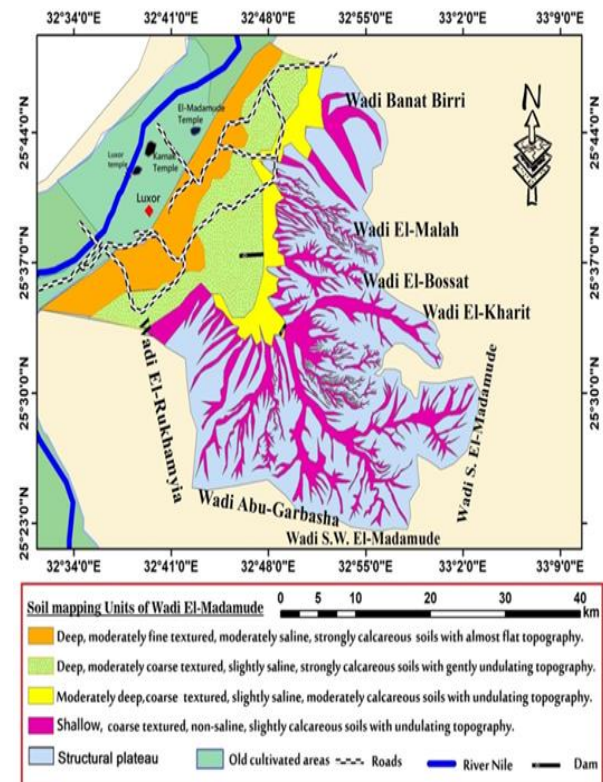 32°34'0"E 32°41'0"E 32°48'0"E 32°55'0"E 33°2'0"E 33°9'0"E
Wadi Banat Birri
N
El-Madamude
Temple
25°44'0"N
25°44'0"N
Luxor
temple
Karnak
Temple
Luxor
Wadi El-Malah
25°37'0"N
25°37'0"N
Wadi El-Bossat
Wadi El-Kharit
Wadi El-Rukhamyia
25°30'0"N
25°30'0"N
Wadi S. El-Madamude
Wadi Abu-Garbasha
25°23'0"N
25°23'0"N
Wadi S.W. El-Madamude
32°34'0"E 32°41'0"E 32°48'0"E 32°55'0"E 33°2'0"E 33°9'0"E
Soil mapping Units of Wadi El-Madamude
0 5 10 20 30 40
km
Deep, moderately fine textured, moderately saline, strongly calcareous soils with almost flat topography.
Deep, moderately coarse textured, slightly saline, strongly calcareous soils with gently undulating topography.
Moderately deep,coarse textured, slightly saline, moderately calcareous soils with undulating topography.
Shallow, coarse textured, non-saline, slightly calcareous soils with undulating topography.
Structural plateau Old cultivated areas Roads River Nile Dam